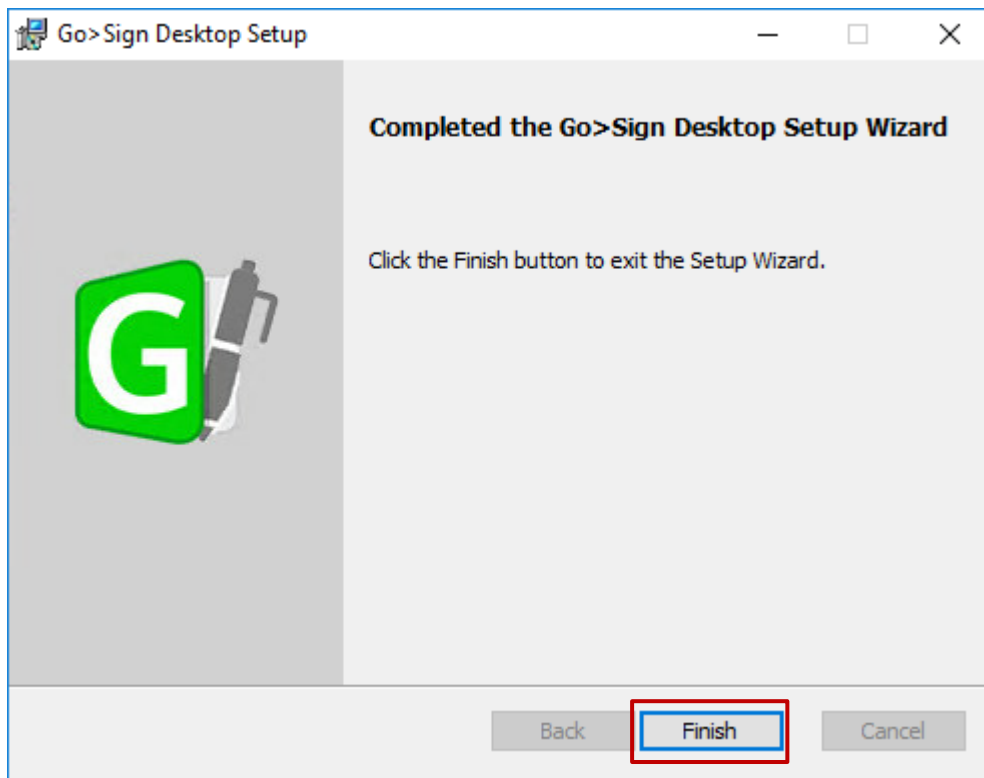 Go>Sign Desktop Setup
Completed the Go>Sign Desktop Setup Wizard
Click the Finish button to exit the Setup Wizard.
G
Back Finish Cancel